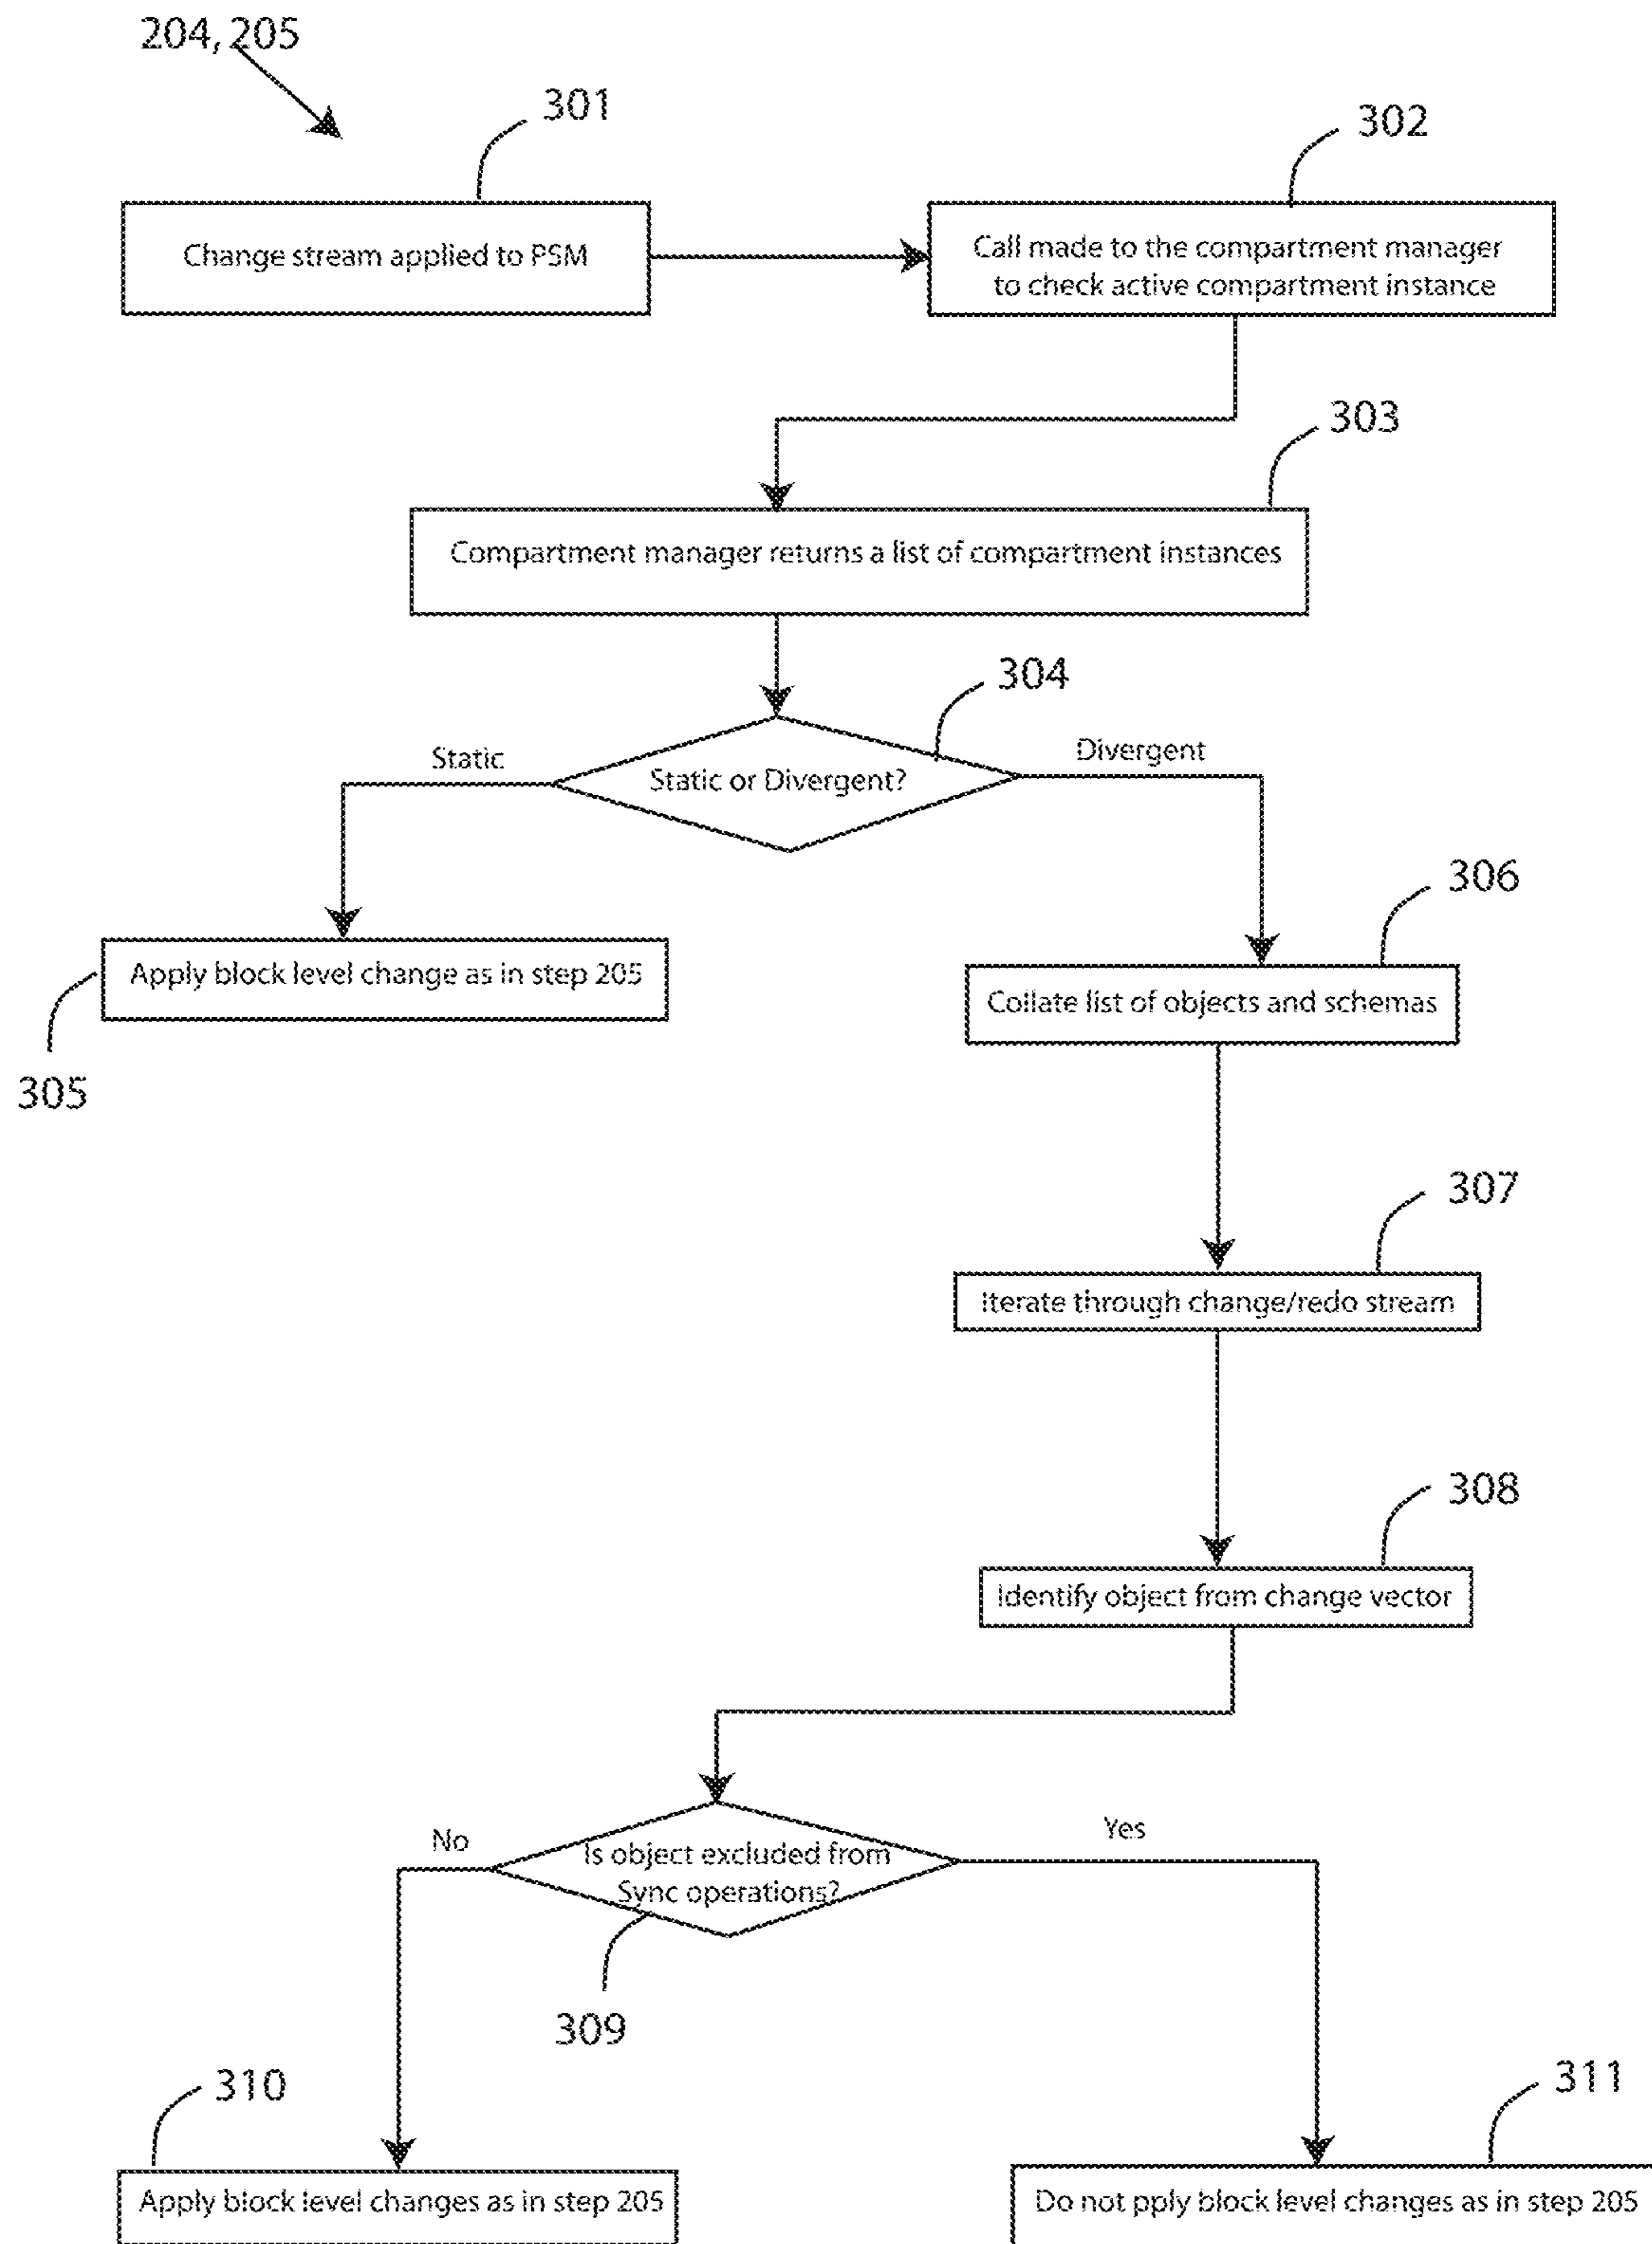 204, 205
301
302
Change stream applied to PSM
Call made to the compartment manager
to check active compartment instance
303
Compartment manager returns a list of compartment instances
304
Static
Divergent
Static or Divergent?
306
Apply block level change as in step 205
Collate list of objects and schemas
305
307
Iterate through change/redo stream
308
Identify object from change vector
No
Yes
Is object excluded from
Sync operations?
309
310
311
Apply block level changes as in step 205
Do not pply block level changes as in step 205